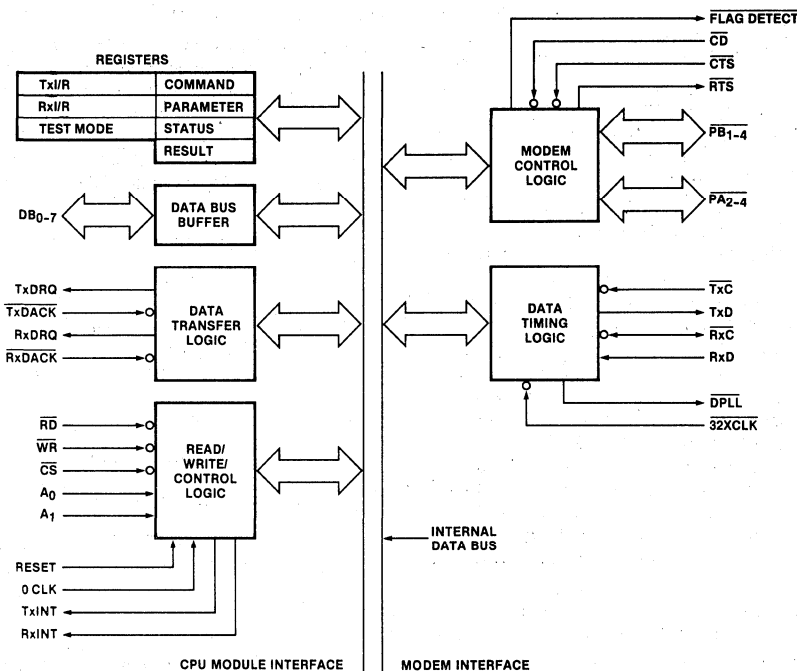 REGISTERS
TxI/R COMMAND
RxI/R PARAMETER
TEST MODE STATUS
RESULT
DB0–7
DATA BUS
BUFFER
TxDRQ
TxDACK
RxDRQ
RxDACK
DATA
TRANSFER
LOGIC
RD
WR
CS
A0
A1
READ/
WRITE/
CONTROL
LOGIC
RESET
0 CLK
TxINT
RxINT
CPU MODULE INTERFACE
FLAG DETECT
CD
CTS
RTS
MODEM
CONTROL
LOGIC
PB1–4
PA2–4
DATA
TIMING
LOGIC
TxC
TxD
RxC
RxD
DPLL
32XCLK
INTERNAL
DATA BUS
MODEM INTERFACE